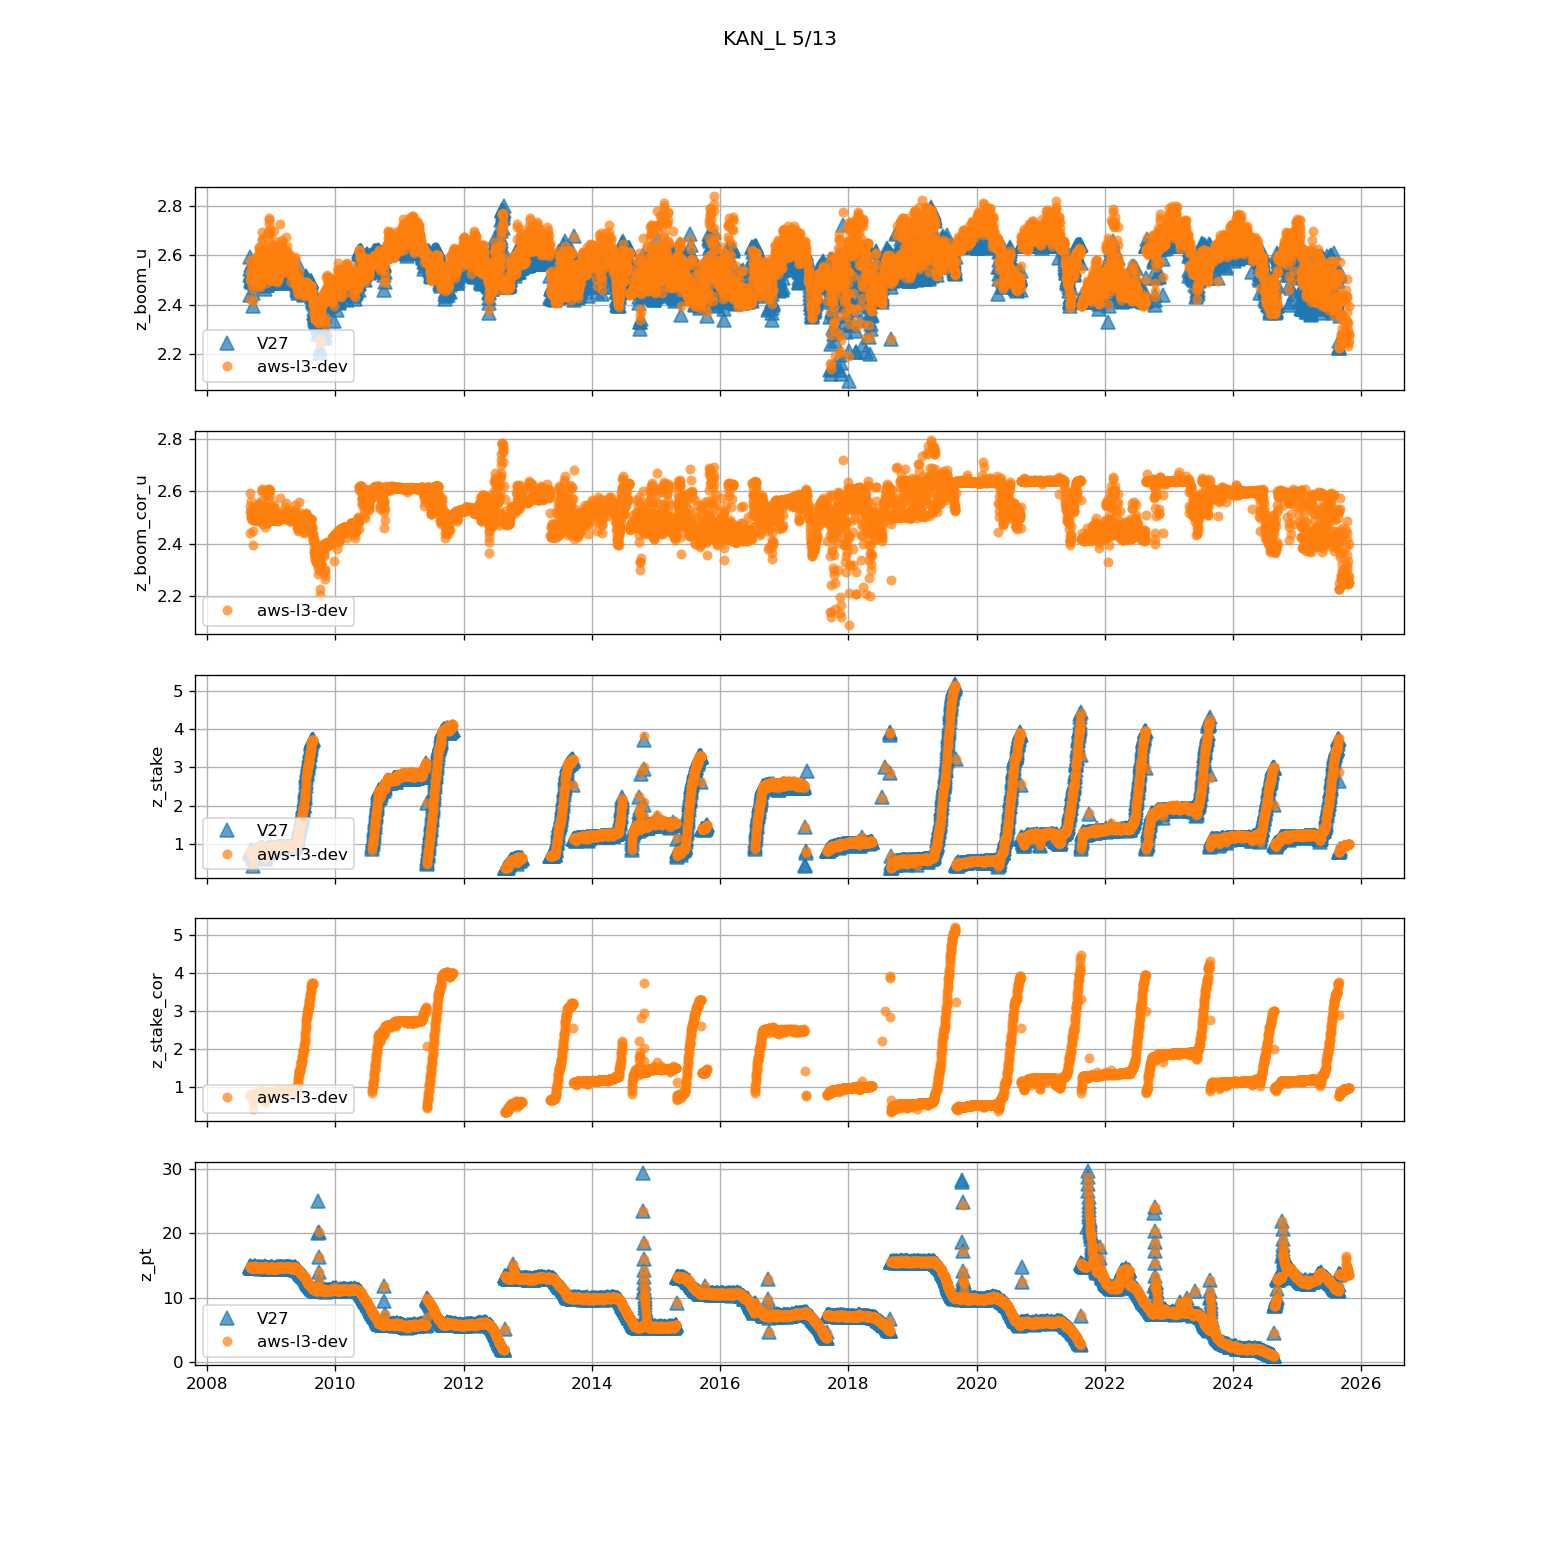 KAN_L 5/13
2.8
2.6
2.4
2.2
z_boom_u
V27
aws-l3-dev
2.8
2.6
2.4
2.2
z_boom_cor_u
aws-l3-dev
5
4
3
2
1
z_stake
V27
aws-l3-dev
5
4
3
2
1
z_stake_cor
aws-l3-dev
30
20
10
0
z_pt
V27
aws-l3-dev
2008 2010 2012 2014 2016 2018 2020 2022 2024 2026